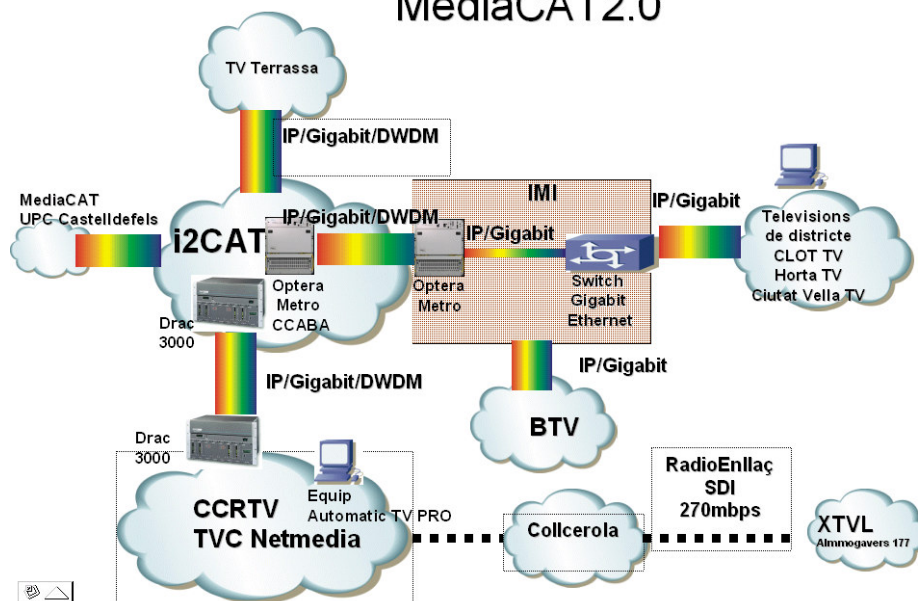 MediaCAT2.0
TV Terrassa
IP/Gigabit/DWDM
MediaCAT
UPC Castelldefels
i2CAT
IP/Gigabit/DWDM
Optera
Metro
CCABA
Drac
3000
IMI
IP/Gigabit
Optera
Metro
Switch
Gigabit
Ethernet
IP/Gigabit
Televisions
de districte
CLOT TV
Horta TV
Ciutat Vella TV
IP/Gigabit/DWDM
IP/Gigabit
BTV
Drac
3000
Equip
Automatic TV PRO
CCRTV
TVC Netmedia
Collcerola
RadioEnllaç
SDI
270mbps
XTVL
Almmogavers 177